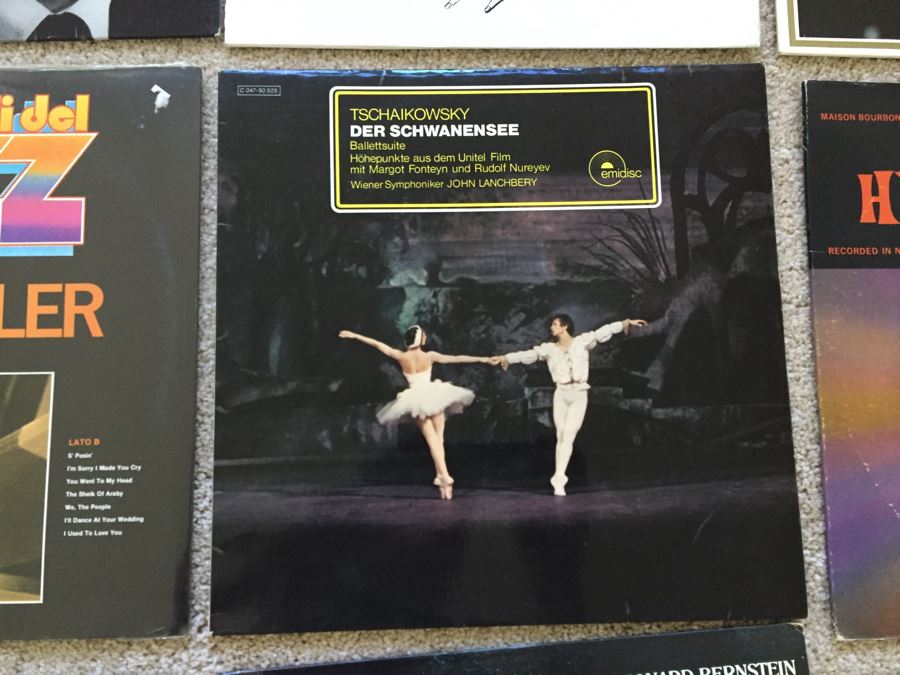 i del
Z
LER
LATO B
S' Posin'
I'm Sorry I Made You Cry
You Went To My Head
The Sheik Of Araby
We, The People
I'll Dance At Your Wedding
I Used To Love You
C 047-50 525
TSCHAIKOWSKY
DER SCHWANENSEE
Ballettsuite
Höhepunkte aus dem Unitel Film
mit Margot Fonteyn und Rudolf Nureyev
Wiener Symphoniker JOHN LANCHBERY
emidisc
MAISON BOURBON
H
RECORDED IN N
BERNSTEIN